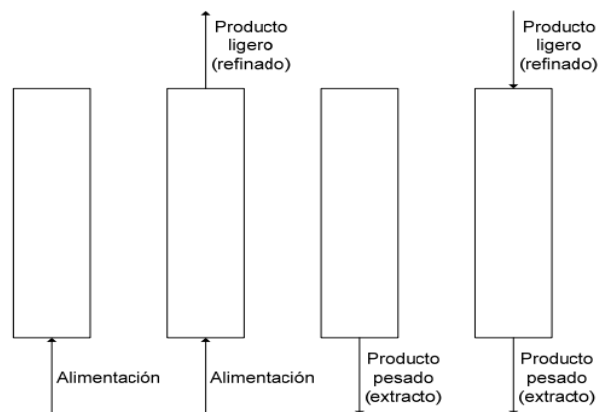 Producto
ligero
(refinado)
Producto
ligero
(refinado)
Alimentación
Alimentación
Producto
pesado
(extracto)
Producto
pesado
(extracto)